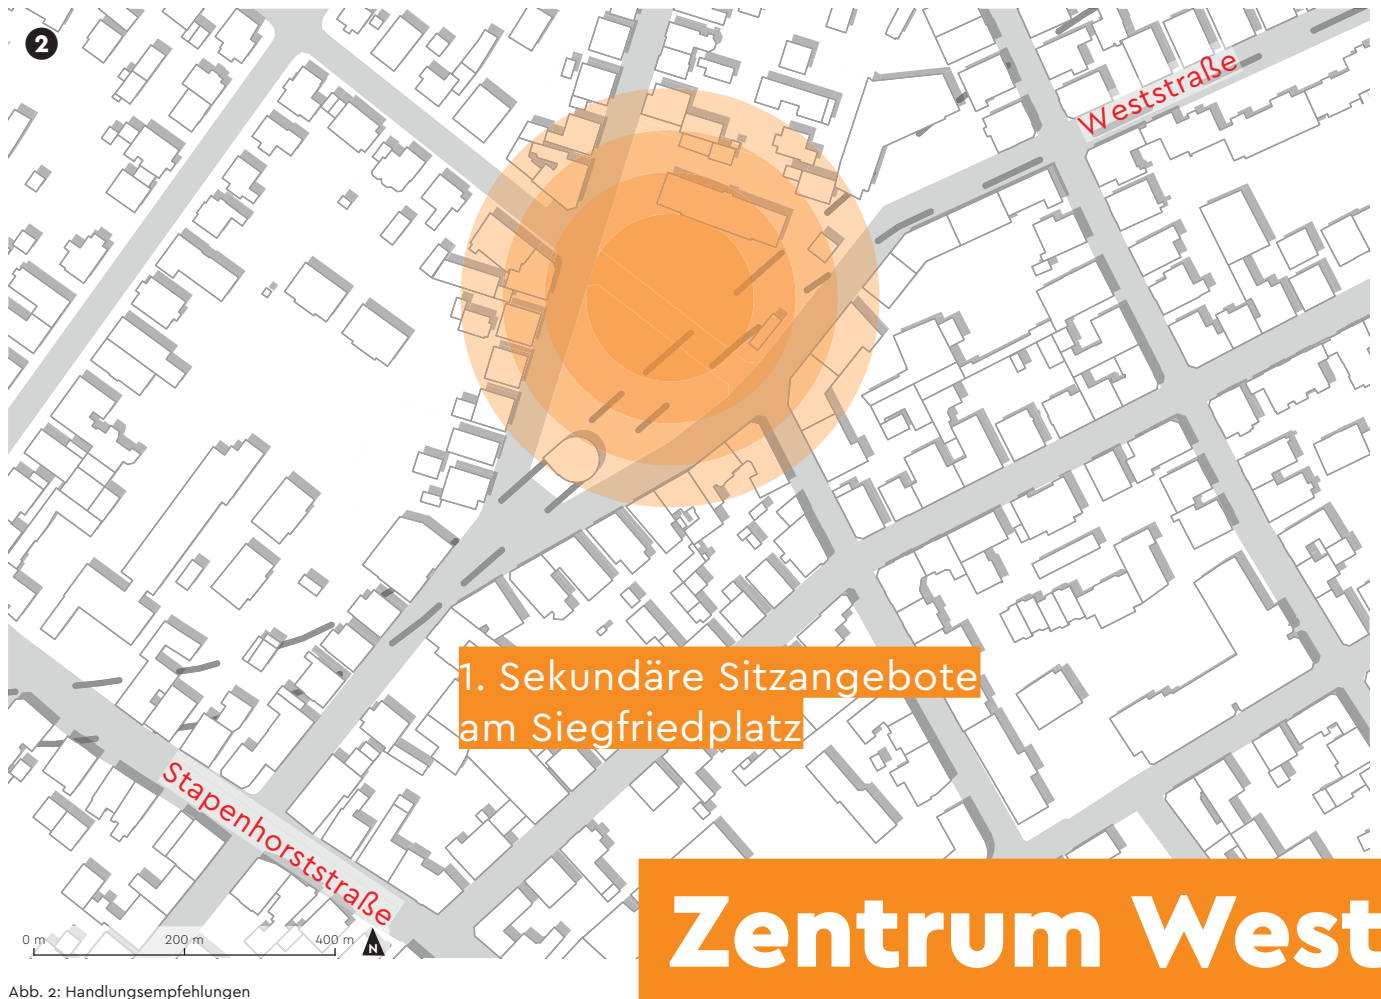 2
Weststraße
1. Sekundäre Sitzangebote
am Siegfriedplatz
Stapenhorststraße
0 m 200 m 400 m N
Zentrum West
Abb. 2: Handlungsempfehlungen